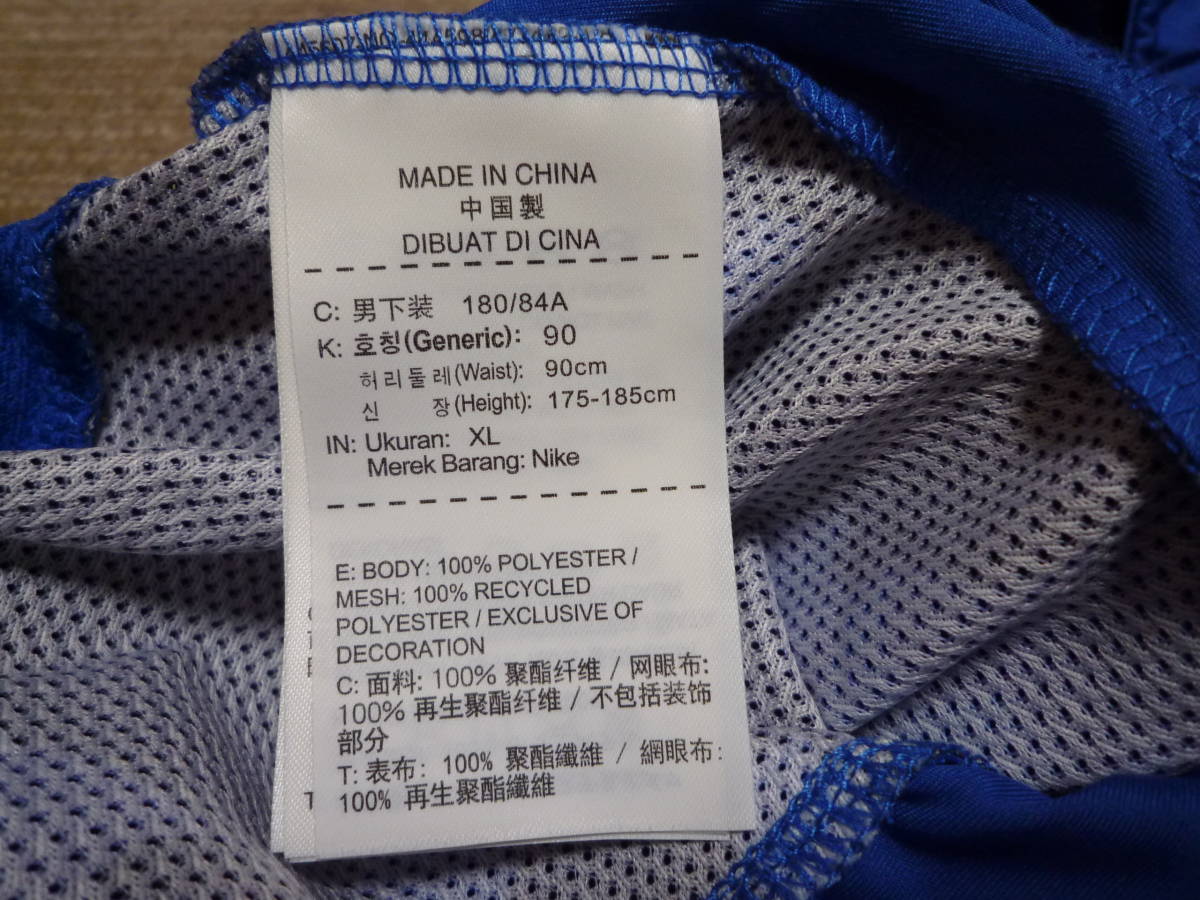 MADE IN CHINA
中国製
DIBUAT DI CINA
C: 男下装 180/84A
K: 호칭(Generic): 90
허리둘레(Waist): 90cm
신 장(Height): 175-185cm
IN: Ukuran: XL
Merek Barang: Nike
E: BODY: 100% POLYESTER /
MESH: 100% RECYCLED
POLYESTER / EXCLUSIVE OF
DECORATION
C: 面料: 100% 聚酯纤维 / 网眼布:
100% 再生聚酯纤维 / 不包括装饰
部分
T: 表布: 100% 聚酯纖維 / 網眼布:
100% 再生聚酯纖維